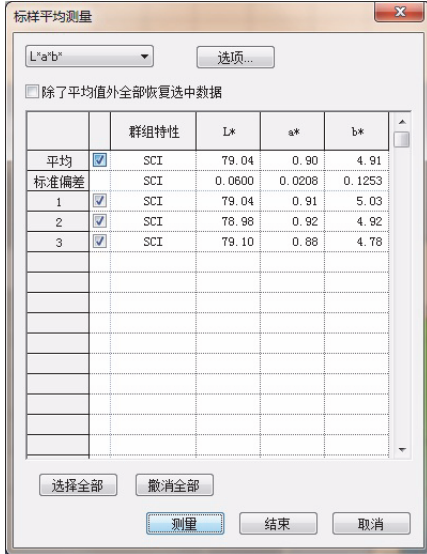 标样平均测量
L*a*b*
选项...
除了平均值外全部恢复选中数据
群组特性 L* a* b*
平均 SCI 79.04 0.90 4.91
标准偏差 SCI 0.0600 0.0208 0.1253
1 SCI 79.04 0.91 5.03
2 SCI 78.98 0.92 4.92
3 SCI 79.10 0.88 4.78
选择全部 撤消全部
测量 结束 取消